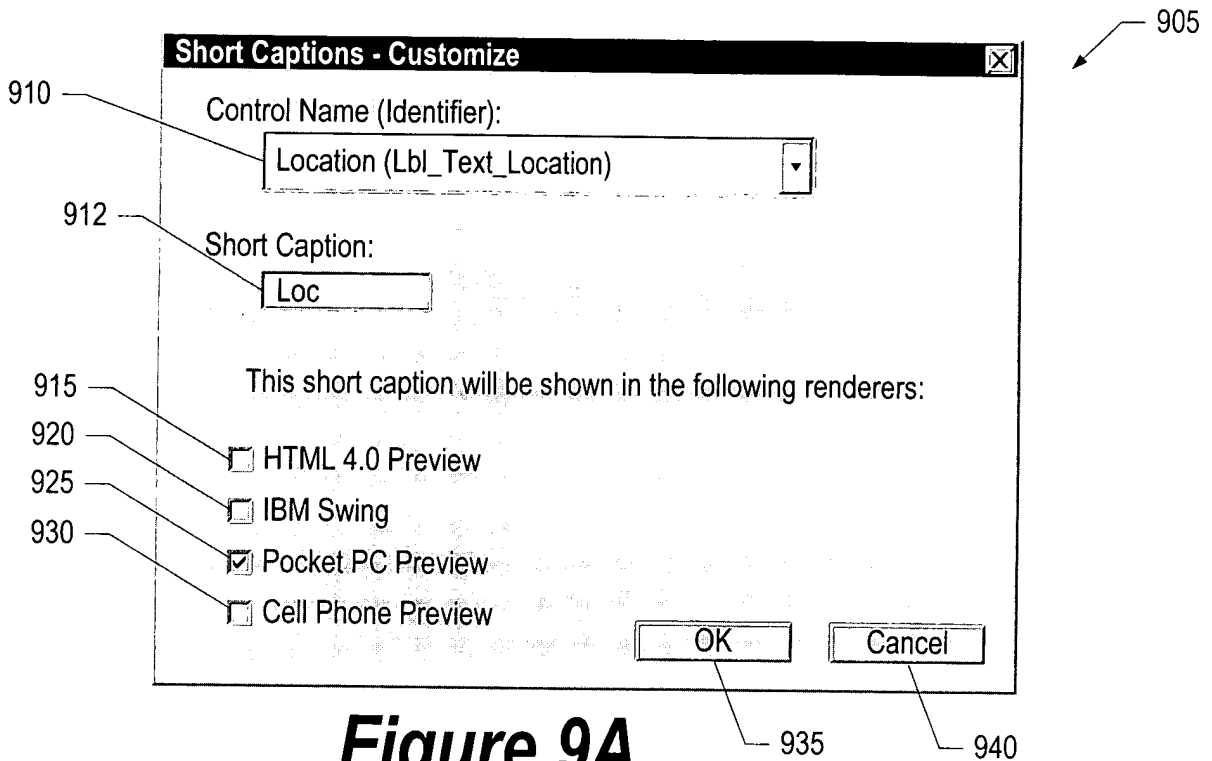 905
Short Captions - Customize
910
Control Name (Identifier):
Location (Lbl_Text_Location)
912
Short Caption:
Loc
This short caption will be shown in the following renderers:
915
HTML 4.0 Preview
920
IBM Swing
925
Pocket PC Preview
930
Cell Phone Preview
OK
Cancel
935
940
Figure 9A